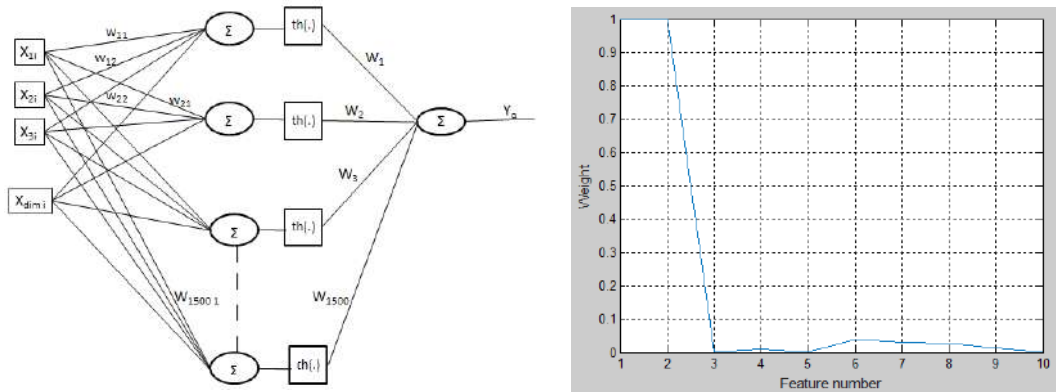 X1i
X2i
X3i
Xdim i
w11
w12
w22
w21
W1500 1
Σ
Σ
Σ
Σ
th(.)
th(.)
th(.)
th(.)
W1
W2
W3
W1500
Σ
Yo
1
0.9
0.8
0.7
0.6
0.5
0.4
0.3
0.2
0.1
0
Weight
1 2 3 4 5 6 7 8 9 10
Feature number